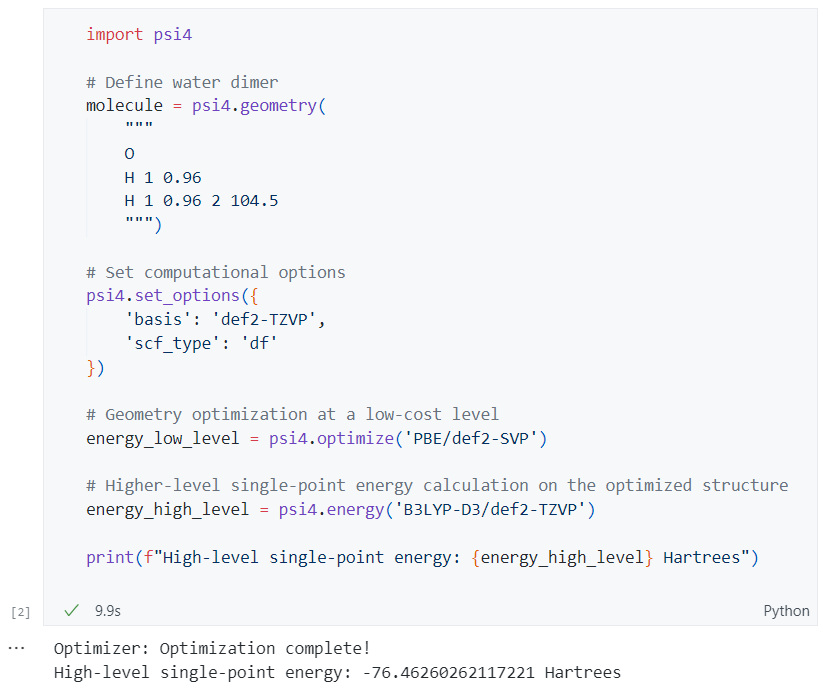 import psi4
# Define water dimer
molecule = psi4.geometry(
"""
O
H 1 0.96
H 1 0.96 2 104.5
""")
# Set computational options
psi4.set_options({
'basis': 'def2-TZVP',
'scf_type': 'df'
})
# Geometry optimization at a low-cost level
energy_low_level = psi4.optimize('PBE/def2-SVP')
# Higher-level single-point energy calculation on the optimized structure
energy_high_level = psi4.energy('B3LYP-D3/def2-TZVP')
print(f"High-level single-point energy: {energy_high_level} Hartrees")
[2] ✓ 9.9s Python
... Optimizer: Optimization complete!
High-level single-point energy: -76.46260262117221 Hartrees